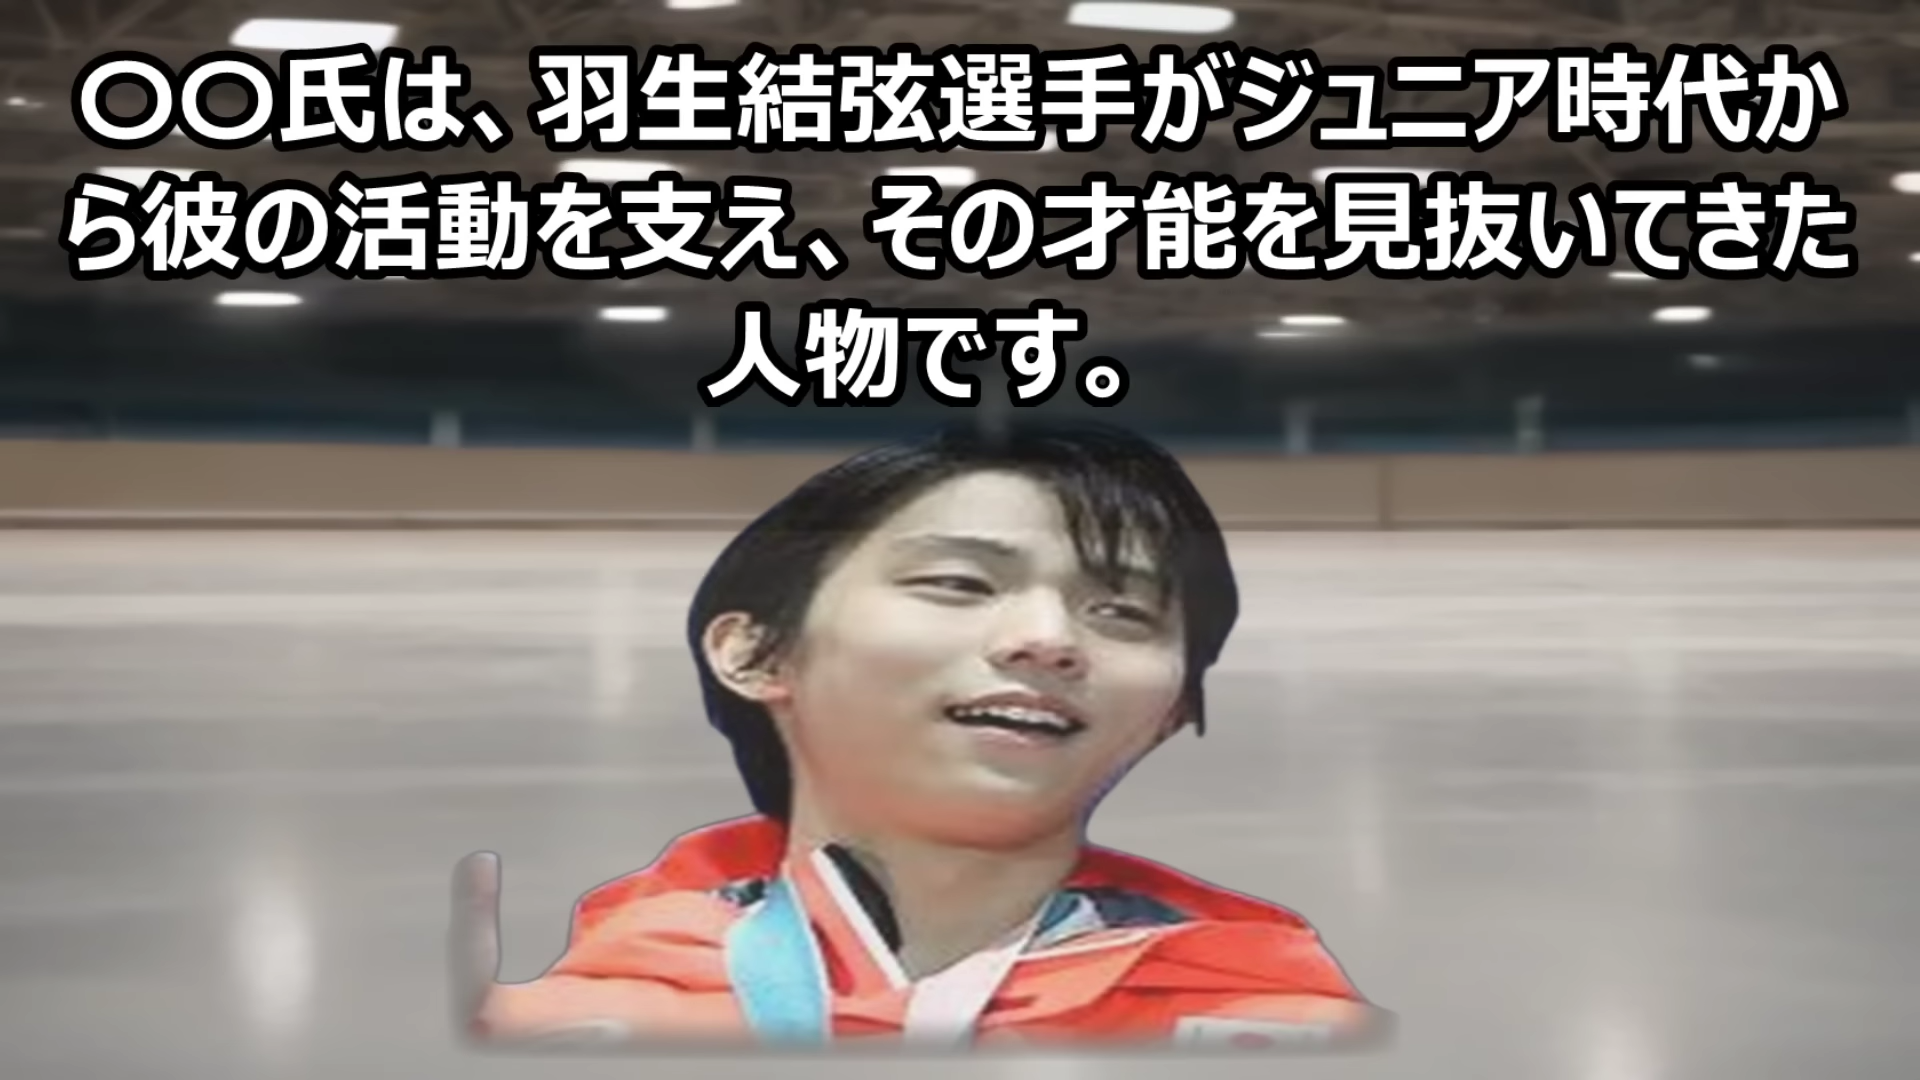 〇〇氏は、羽生結弦選手がジュニア時代か
ら彼の活動を支え、その才能を見抜いてきた
人物です。